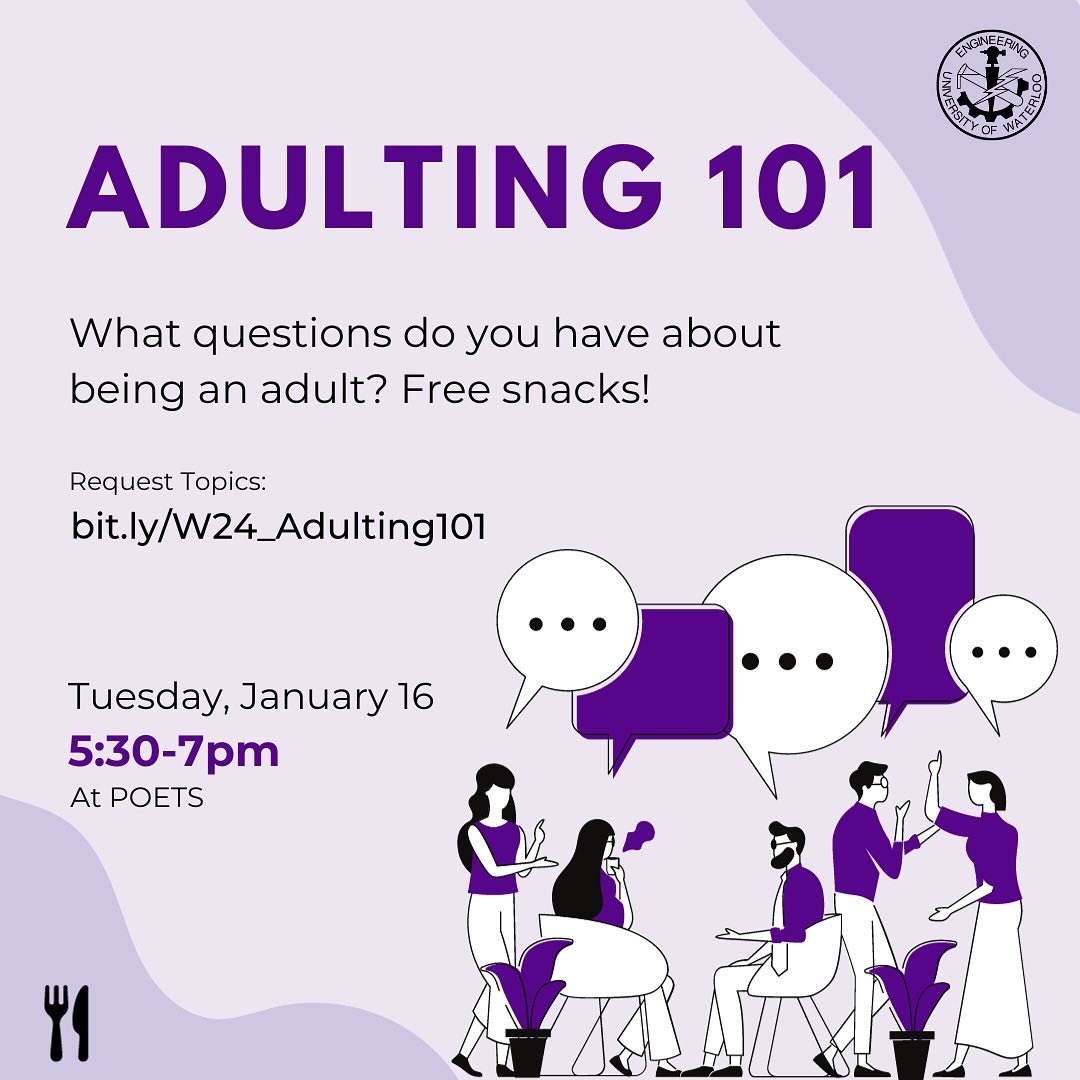 ENGINEERING
UNIVERSITY OF WATERLOO
ADULTING 101
What questions do you have about
being an adult? Free snacks!
Request Topics:
bit.ly/W24_Adulting101
Tuesday, January 16
5:30-7pm
At POETS